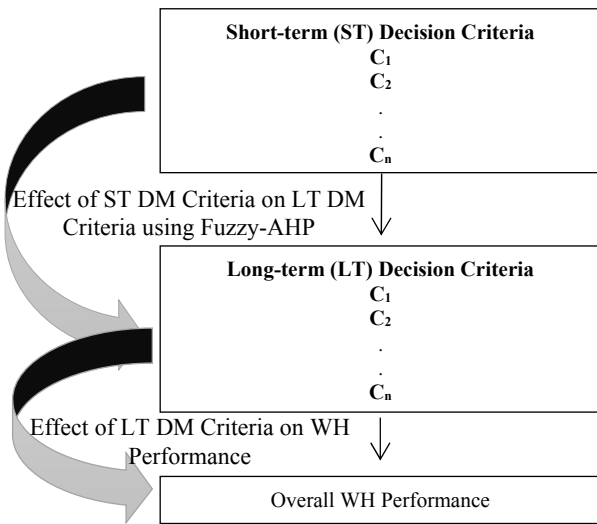 Short-term (ST) Decision Criteria
C₁
C₂
.
.
Cₙ
Effect of ST DM Criteria on LT DM
Criteria using Fuzzy-AHP
Long-term (LT) Decision Criteria
C₁
C₂
.
.
Cₙ
Effect of LT DM Criteria on WH
Performance
Overall WH Performance